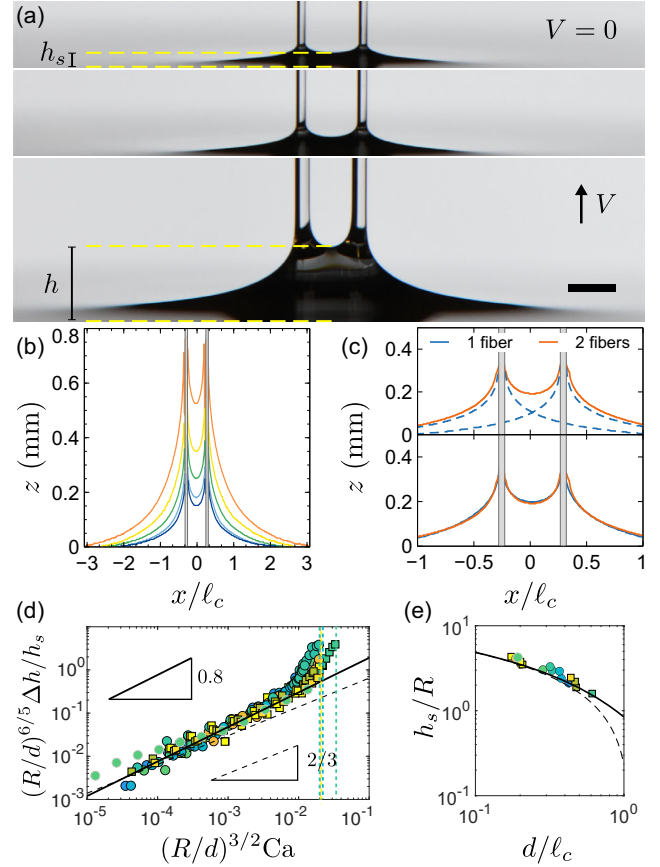 (a)
h_s
V = 0
V
h
(b)
(c)
1 fiber
2 fibers
0.8
0.6
0.4
0.2
0
z (mm)
−3
−2
−1
0
1
2
3
x/ℓ_c
0.4
0.2
0
0.4
0.2
0
z (mm)
-1
-0.5
0
0.5
1
x/ℓ_c
(d)
(e)
10^0
10^-1
10^-2
10^-3
(R/d)^{6/5} Δh/h_s
0.8
2/3
10^-5
10^-4
10^-3
10^-2
10^-1
(R/d)^{3/2}Ca
10^1
10^0
10^-1
h_s/R
10^-1
10^0
d/ℓ_c